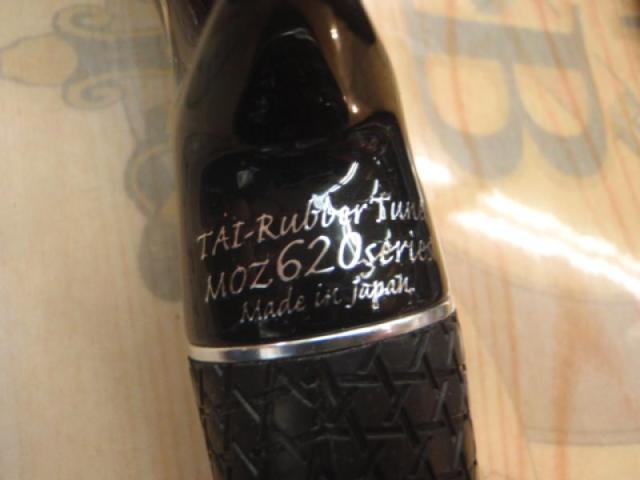 TAI-Rubber Tune
MOZ620series
Made in Japan
B